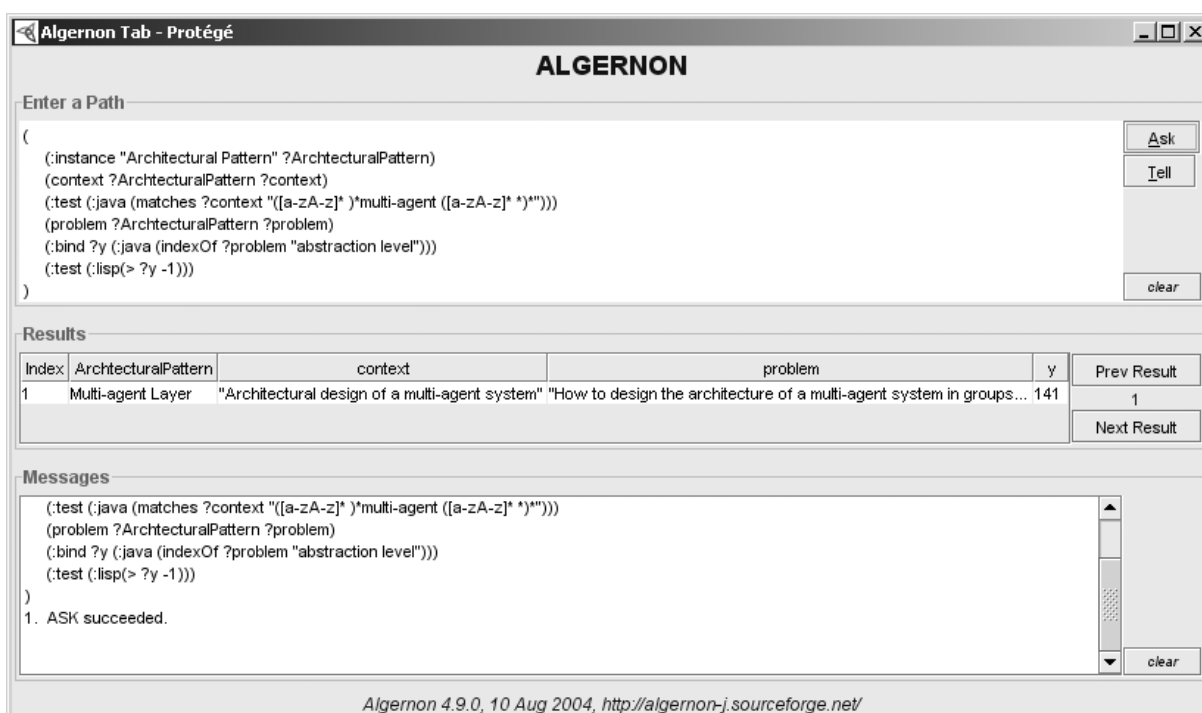 Algernon Tab - Protégé
ALGERNON
Enter a Path
(
(:instance "Architectural Pattern" ?ArchtecturalPattern)
(context ?ArchtecturalPattern ?context)
(:test (:java (matches ?context "([a-zA-z]* )*multi-agent ([a-zA-z]* *)*")))
(problem ?ArchtecturalPattern ?problem)
(:bind ?y (:java (indexOf ?problem "abstraction level")))
(:test (:lisp(> ?y -1)))
)
Ask
Tell
clear
Results
Index ArchtecturalPattern context problem y
1 Multi-agent Layer "Architectural design of a multi-agent system" "How to design the architecture of a multi-agent system in groups... 141
Prev Result
1
Next Result
Messages
(:test (:java (matches ?context "([a-zA-z]* )*multi-agent ([a-zA-z]* *)*")))
(problem ?ArchtecturalPattern ?problem)
(:bind ?y (:java (indexOf ?problem "abstraction level")))
(:test (:lisp(> ?y -1)))
)
1. ASK succeeded.
clear
Algernon 4.9.0, 10 Aug 2004, http://algernon-j.sourceforge.net/